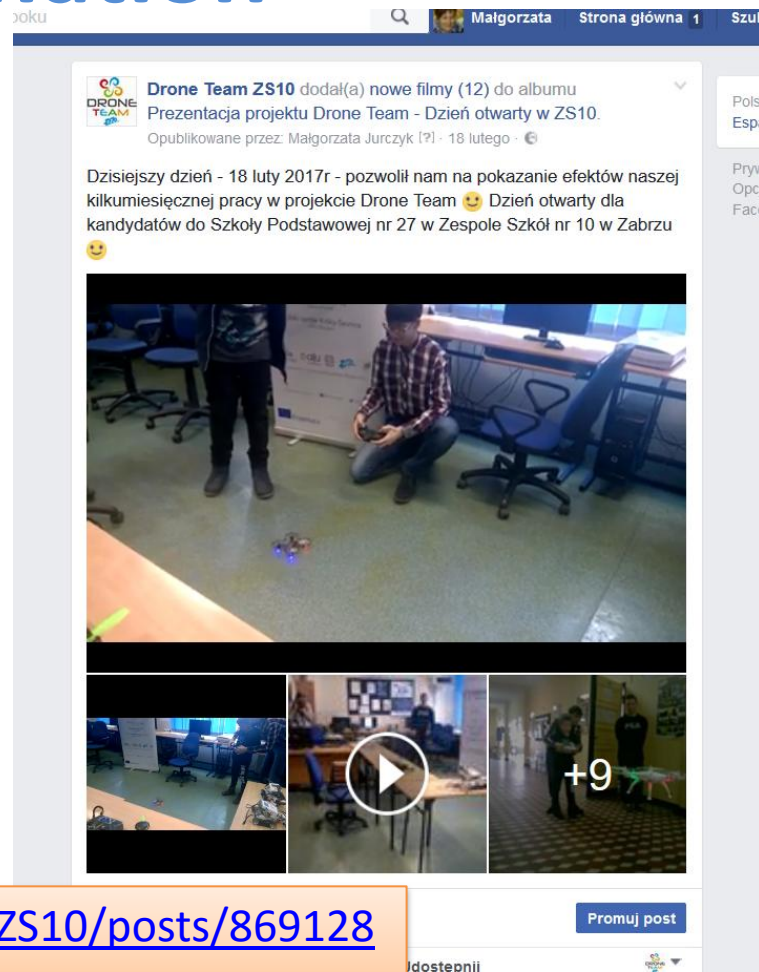 Małgorzata Strona główna 1
Drone Team ZS10 dodał(a) nowe filmy (12) do albumu
Prezentacja projektu Drone Team - Dzień otwarty w ZS10.
Opublikowane przez: Małgorzata Jurczyk [?] · 18 lutego ·
Dzisiejszy dzień - 18 luty 2017r - pozwolił nam na pokazanie efektów naszej
kilkumiesięcznej pracy w projekcie Drone Team 🙂 Dzień otwarty dla
kandydatów do Szkoły Podstawowej nr 27 w Zespole Szkół nr 10 w Zabrzu
🙂
DRONE
TEAM
+9
ZS10/posts/869128
Promuj post